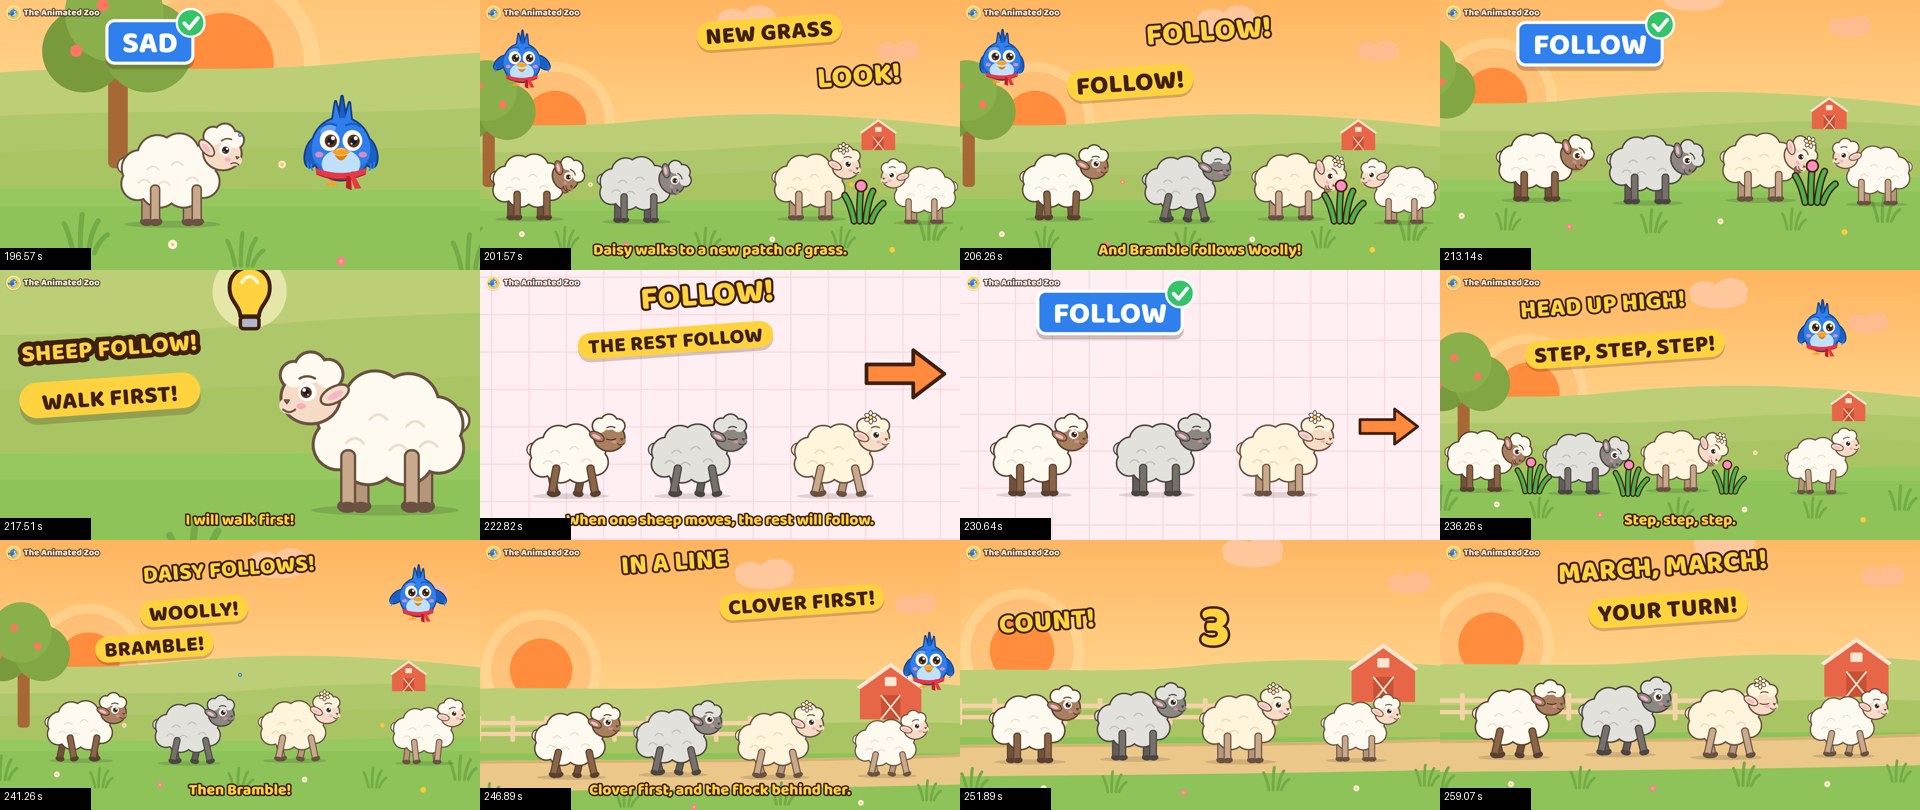 The Animated Zoo
SAD
196.57 s
The Animated Zoo
NEW GRASS
LOOK!
Daisy walks to a new patch of grass.
201.57 s
The Animated Zoo
FOLLOW!
FOLLOW!
And Bramble follows Woolly!
206.26 s
The Animated Zoo
FOLLOW
213.14 s
The Animated Zoo
SHEEP FOLLOW!
WALK FIRST!
I will walk first!
217.51 s
The Animated Zoo
FOLLOW!
THE REST FOLLOW
When one sheep moves, the rest will follow.
222.82 s
The Animated Zoo
FOLLOW
230.64 s
The Animated Zoo
HEAD UP HIGH!
STEP, STEP, STEP!
Step, step, step.
236.26 s
The Animated Zoo
DAISY FOLLOWS!
WOOLLY!
BRAMBLE!
Then Bramble!
241.26 s
The Animated Zoo
IN A LINE
CLOVER FIRST!
Clover first, and the flock behind her.
246.89 s
The Animated Zoo
COUNT!
3
251.89 s
The Animated Zoo
MARCH, MARCH!
YOUR TURN!
259.07 s